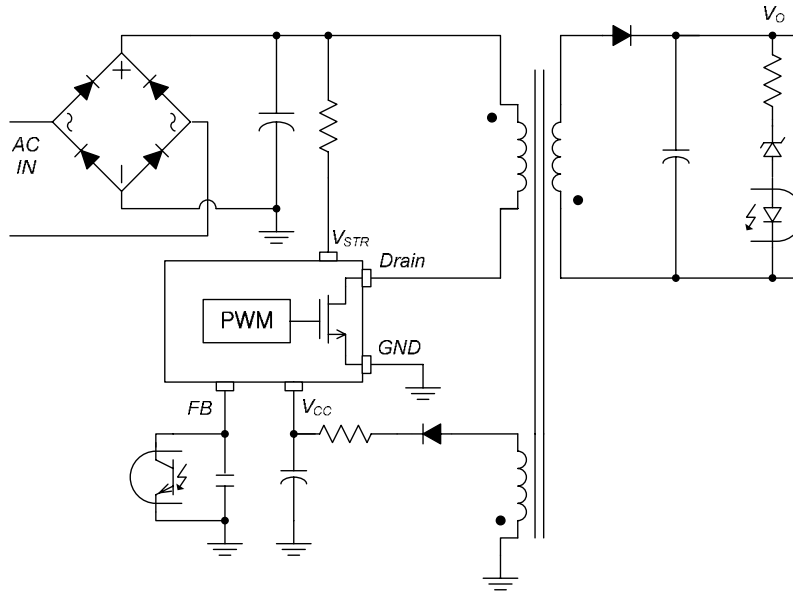 V_O
AC
IN
V_STR
Drain
PWM
GND
FB
V_CC